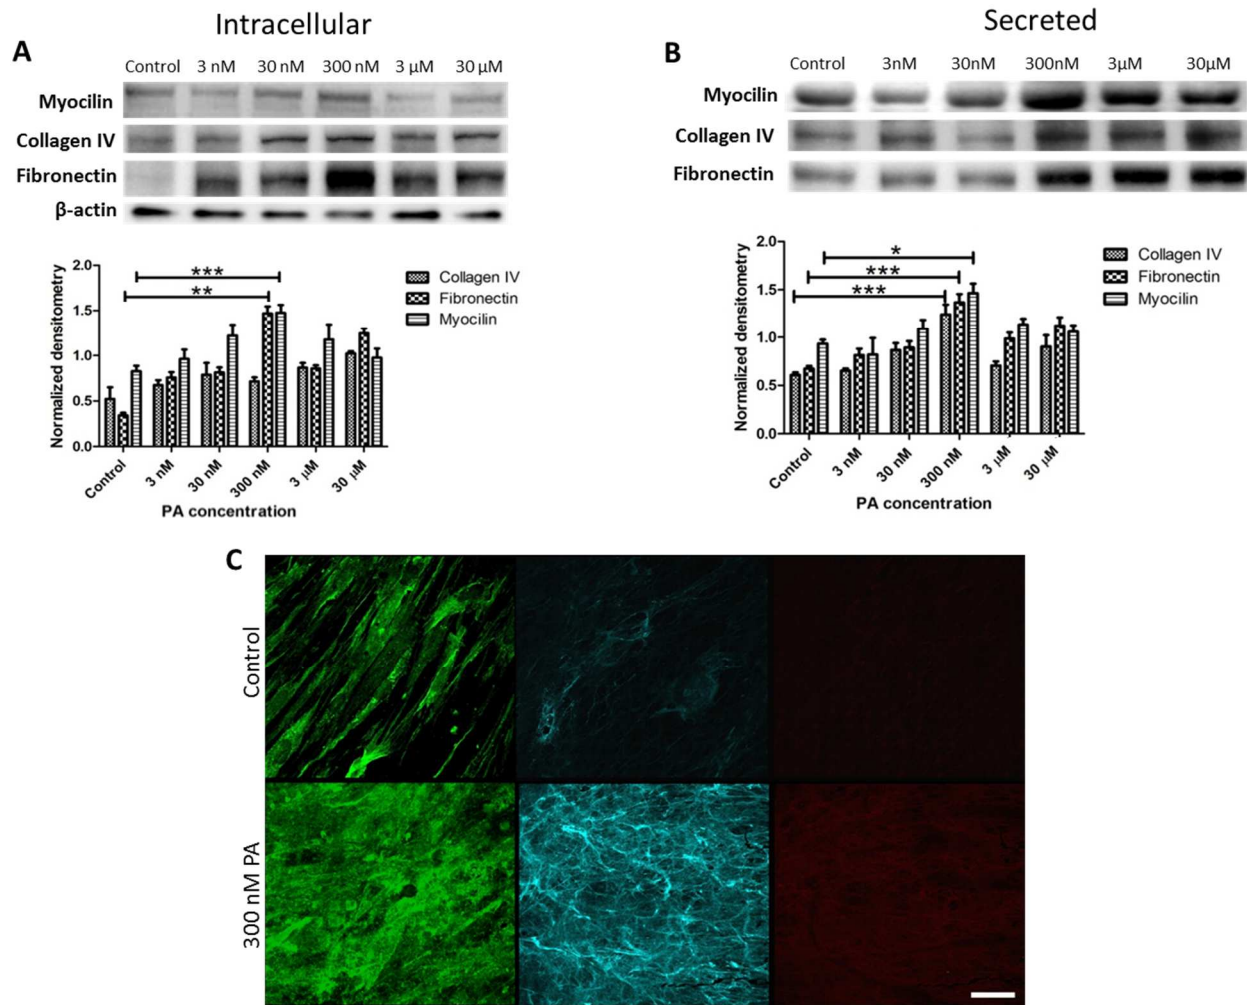 Intracellular
A
Control 3 nM 30 nM 300 nM 3 µM 30 µM
Myocilin
Collagen IV
Fibronectin
β-actin
2.0
1.5
1.0
0.5
0.0
Normalized densitometry
***
**
Collagen IV
Fibronectin
Myocilin
Control 3 nM 30 nM 300 nM 3 µM 30 µM
PA concentration
Secreted
B
Control 3nM 30nM 300nM 3µM 30µM
Myocilin
Collagen IV
Fibronectin
2.0
1.5
1.0
0.5
0.0
Normalized densitometry
*
***
***
Collagen IV
Fibronectin
Myocilin
Control 3 nM 30 nM 300 nM 3 µM 30 µM
PA concentration
C
Control
300 nM PA